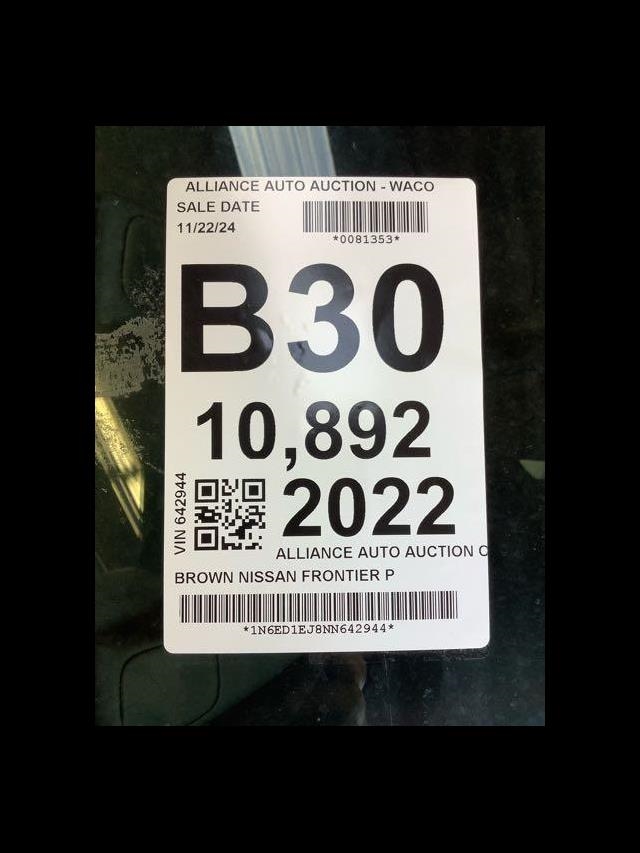 ALLIANCE AUTO AUCTION - WACO
SALE DATE
11/22/24
*0081353*
B30
10,892
VIN 642944
2022
ALLIANCE AUTO AUCTION
BROWN NISSAN FRONTIER P
*1N6ED1EJ8NN642944*